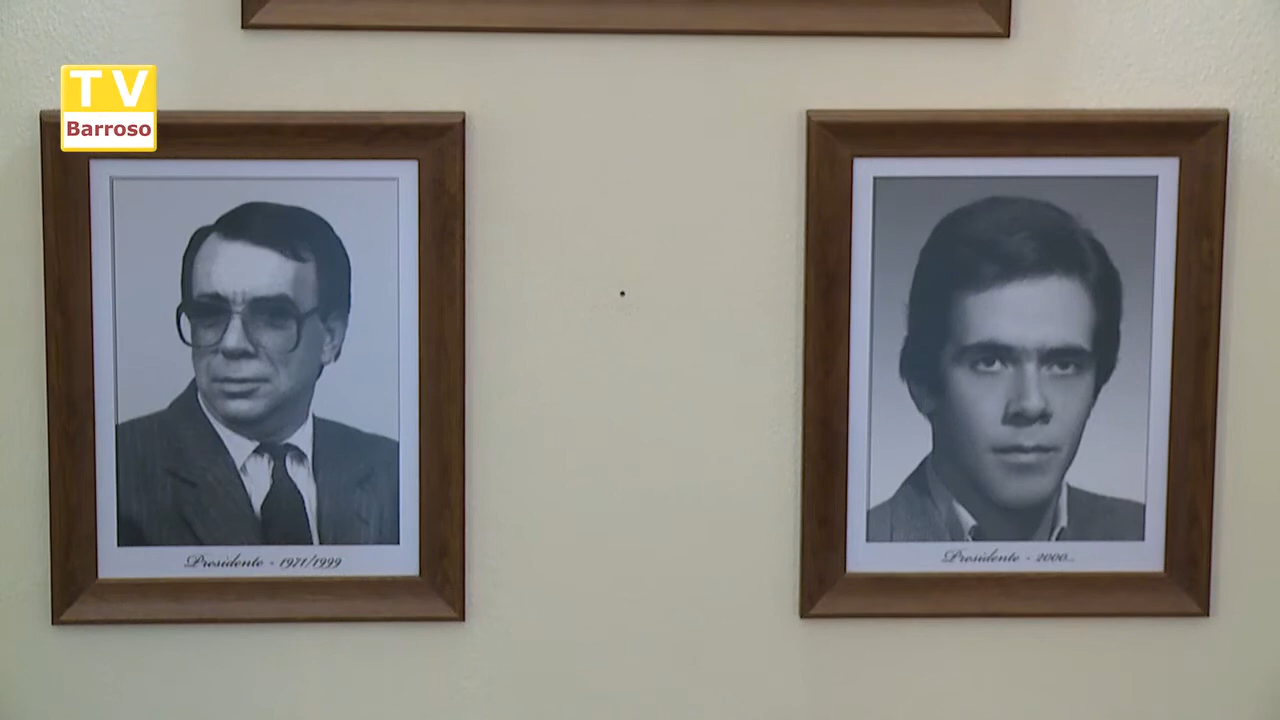 TV
Barroso
Presidente - 1971/1999
Presidente - 2000...